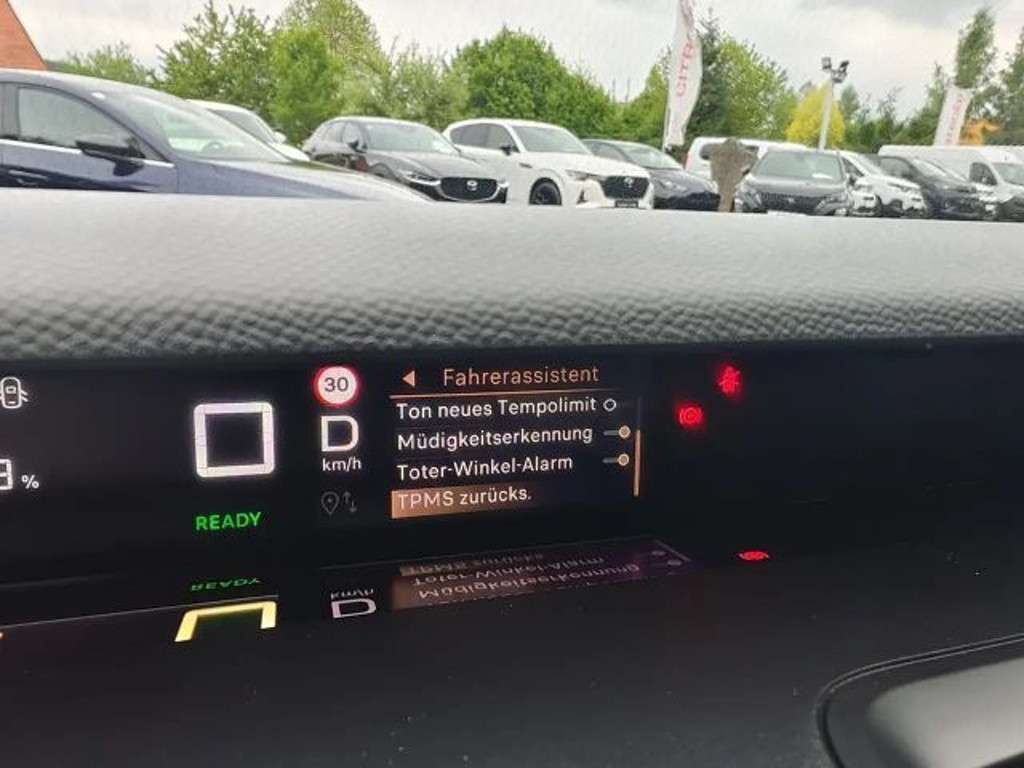 30
Fahrerassistent
Ton neues Tempolimit
D
Müdigkeitserkennung
km/h
Toter-Winkel-Alarm
%
TPMS zurücks.
READY